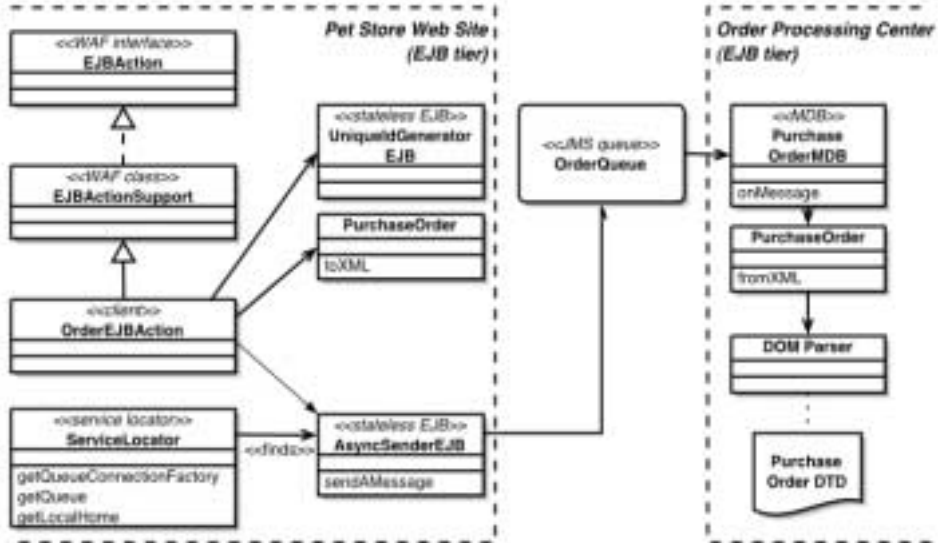 Pet Store Web Site
(EJB tier)
<<WAF interface>>
EJBAction
<<WAF class>>
EJBActionSupport
<<client>>
OrderEJBAction
<<service locator>>
ServiceLocator
getQueueConnectionFactory
getQueue
getLocalHome
<<finds>>
<<stateless EJB>>
UniqueIdGenerator
EJB
PurchaseOrder
toXML
<<stateless EJB>>
AsyncSenderEJB
sendAMessage
<<JMS queue>>
OrderQueue
Order Processing Center
(EJB tier)
<<MDB>>
Purchase
OrderMDB
onMessage
PurchaseOrder
fromXML
DOM Parser
Purchase
Order DTD